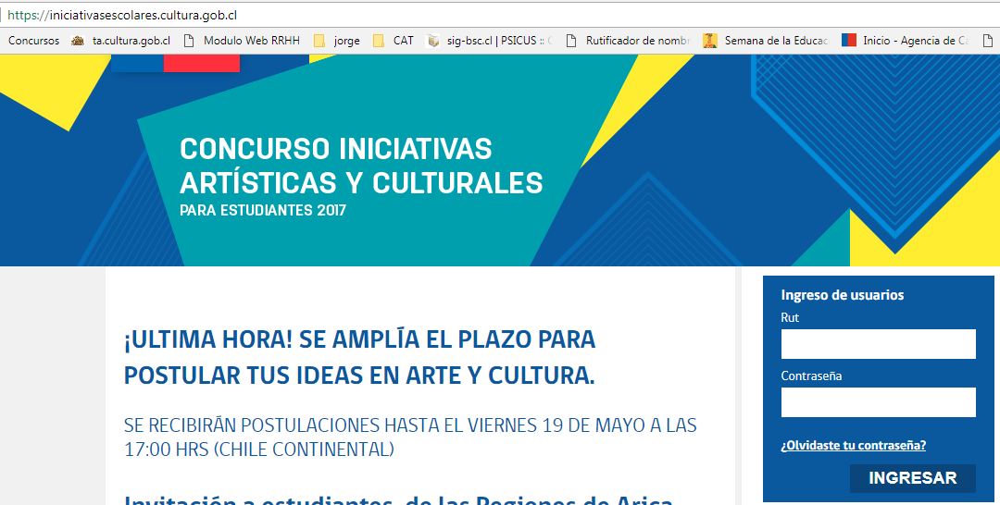 https://iniciativasescolares.cultura.gob.cl
Concursos ta.cultura.gob.cl Modulo Web RRHH jorge CAT sig-bsc.cl | PSICUS :: Rutificador de nombr Semana de la Educac Inicio - Agencia de Ca
CONCURSO INICIATIVAS
ARTÍSTICAS Y CULTURALES
PARA ESTUDIANTES 2017
¡ULTIMA HORA! SE AMPLÍA EL PLAZO PARA
POSTULAR TUS IDEAS EN ARTE Y CULTURA.
SE RECIBIRÁN POSTULACIONES HASTA EL VIERNES 19 DE MAYO A LAS
17:00 HRS (CHILE CONTINENTAL)
Invitación a estudiantes de las Regiones de Arica
Ingreso de usuarios
Rut
Contraseña
¿Olvidaste tu contraseña?
INGRESAR